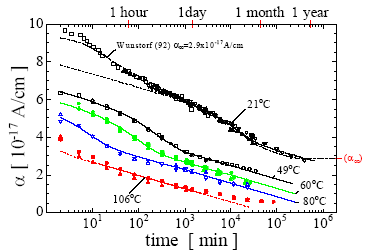 1 hour 1day 1 month 1 year
10
Wunstorf (92) α∞=2.9x10⁻¹⁷A/cm
8
6
21°C
4
(α∞)
49°C
2
60°C
106°C
80°C
0
10¹ 10² 10³ 10⁴ 10⁵ 10⁶
α [ 10⁻¹⁷ A/cm ]
time [ min ]